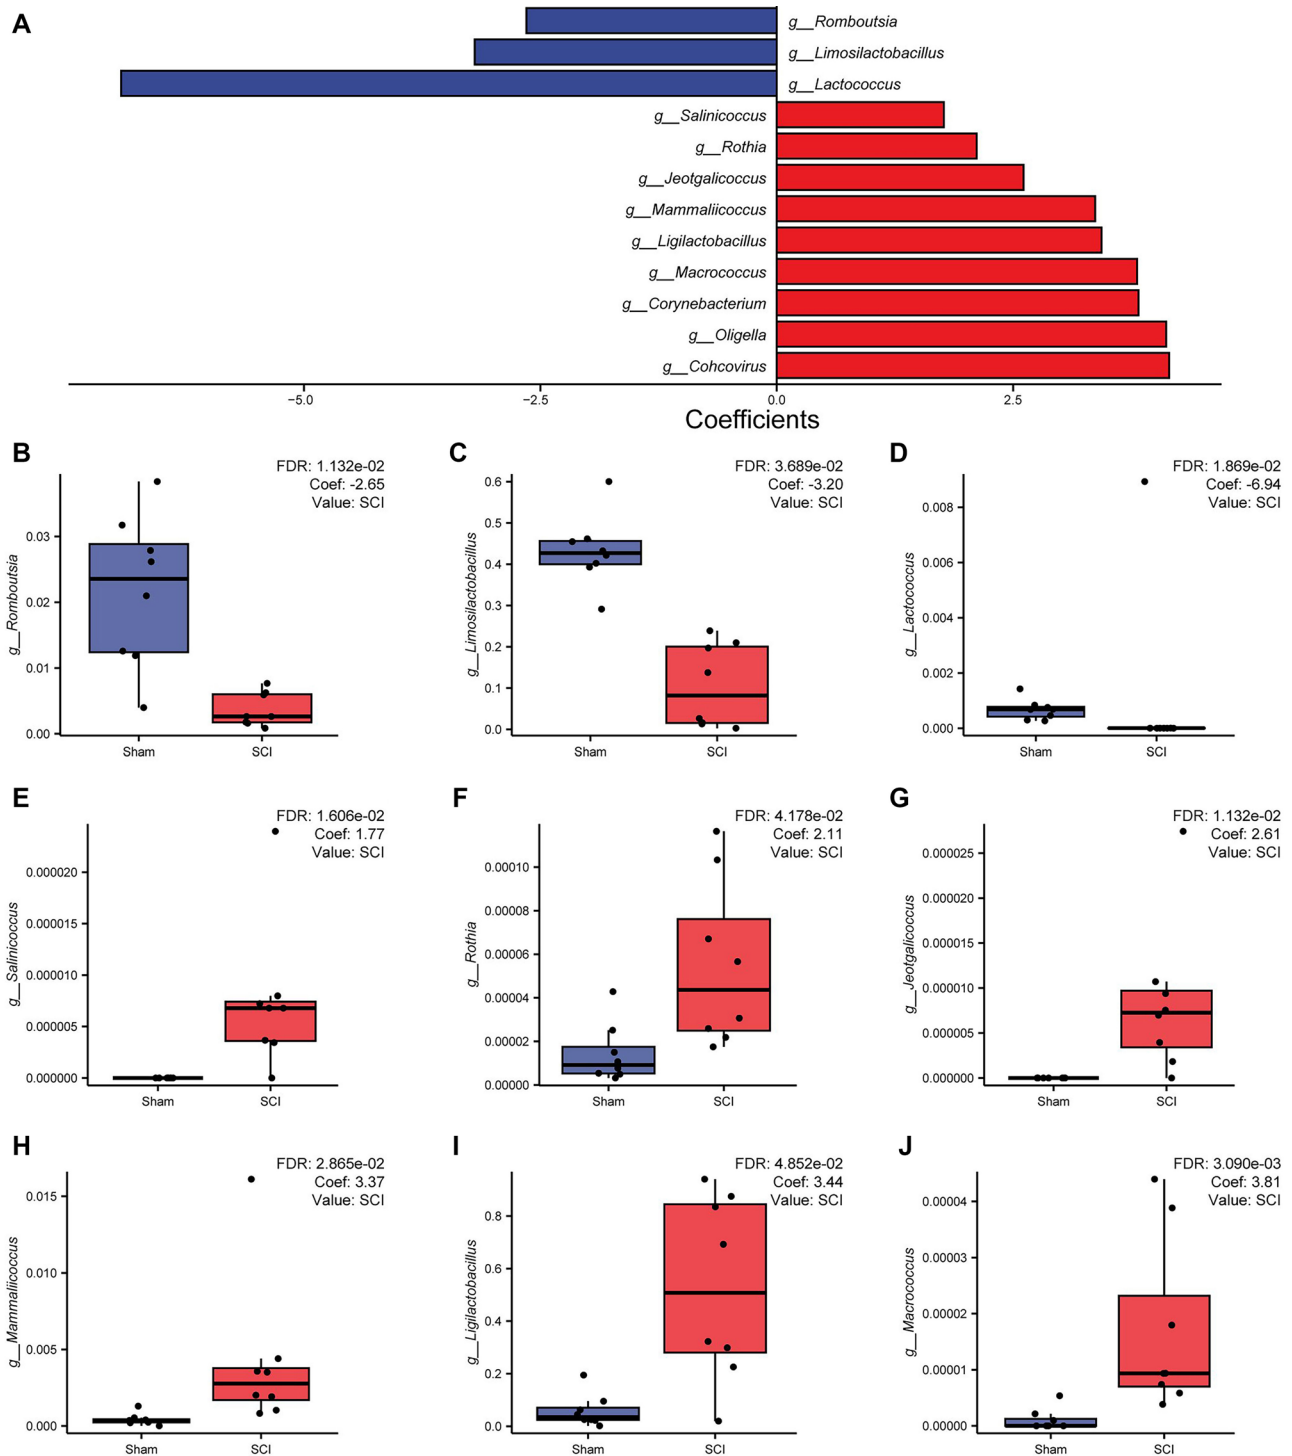 A
g__Romboutsia
g__Limosilactobacillus
g__Lactococcus
g__Salinicoccus
g__Rothia
g__Jeotgalicoccus
g__Mammaliicoccus
g__Ligilactobacillus
g__Macrococcus
g__Corynebacterium
g__Oligella
g__Cohcovirus
−5.0 −2.5 0.0 2.5
Coefficients
B
FDR: 1.132e-02
Coef: -2.65
Value: SCI
g__Romboutsia
0.03
0.02
0.01
0.00
Sham SCI
C
FDR: 3.689e-02
Coef: -3.20
Value: SCI
g__Limosilactobacillus
0.6
0.5
0.4
0.3
0.2
0.1
0.0
Sham SCI
D
FDR: 1.869e-02
Coef: -6.94
Value: SCI
g__Lactococcus
0.008
0.006
0.004
0.002
0.000
Sham SCI
E
FDR: 1.606e-02
Coef: 1.77
Value: SCI
g__Salinicoccus
0.000020
0.000015
0.000010
0.000005
0.000000
Sham SCI
F
FDR: 4.178e-02
Coef: 2.11
Value: SCI
g__Rothia
0.00010
0.00008
0.00006
0.00004
0.00002
0.00000
Sham SCI
G
FDR: 1.132e-02
Coef: 2.61
Value: SCI
g__Jeotgalicoccus
0.000025
0.000020
0.000015
0.000010
0.000005
0.000000
Sham SCI
H
FDR: 2.865e-02
Coef: 3.37
Value: SCI
g__Mammaliicoccus
0.015
0.010
0.005
0.000
Sham SCI
I
FDR: 4.852e-02
Coef: 3.44
Value: SCI
g__Ligilactobacillus
0.8
0.6
0.4
0.2
0.0
Sham SCI
J
FDR: 3.090e-03
Coef: 3.81
Value: SCI
g__Macrococcus
0.00004
0.00003
0.00002
0.00001
0.00000
Sham SCI